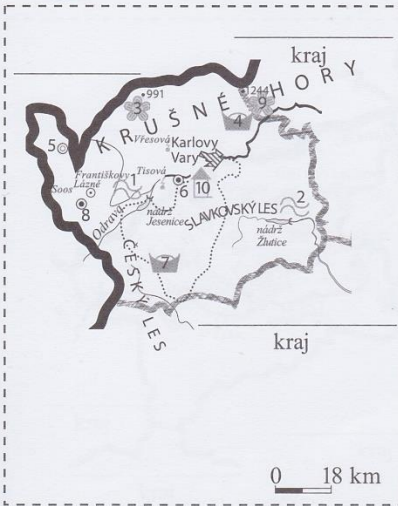 kraj
991
244
KRUŠNÉ HORY
3
9
4
Vřesová
Karlovy
Vary
5
Františkovy
Lázně
Tisová
Soos
1
6
10
8
2
Odrava
nádrž
Jesenice
SLAVKOVSKÝ LES
nádrž
Žlutice
ČESKÝ LES
7
kraj
0 18 km